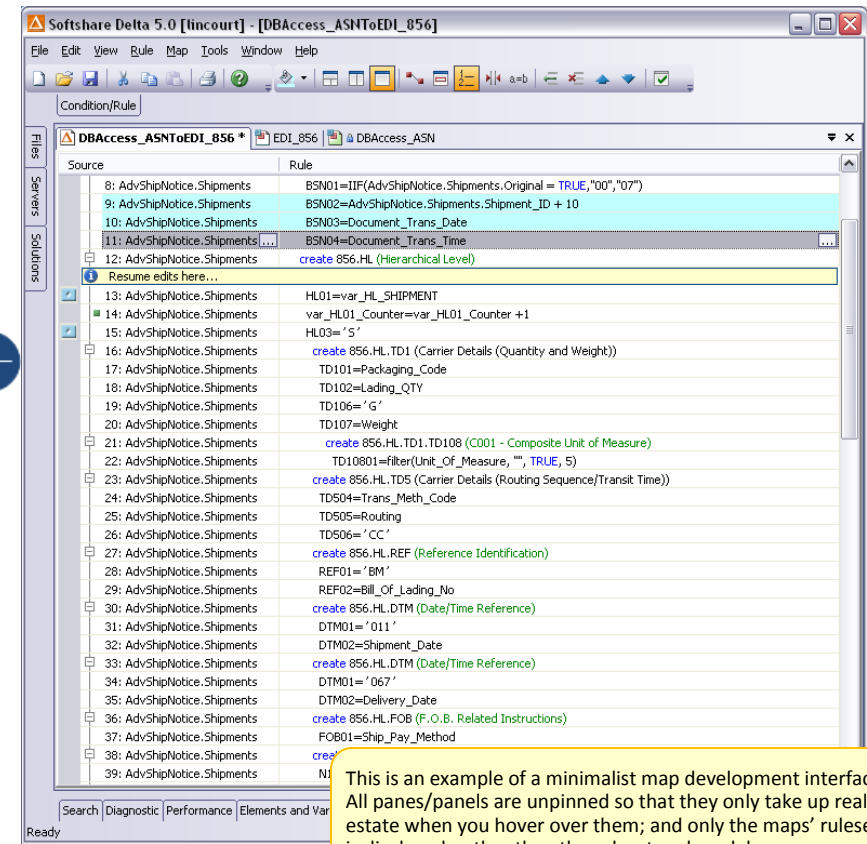 Softshare Delta 5.0 [lincourt] - [DBAccess_ASNToEDI_856]
File Edit View Rule Map Tools Window Help
a=b
Condition/Rule
Files
Servers
Solutions
DBAccess_ASNToEDI_856 * EDI_856 DBAccess_ASN
Source Rule
8: AdvShipNotice.Shipments BSN01=IIF(AdvShipNotice.Shipments.Original = TRUE,"00","07")
9: AdvShipNotice.Shipments BSN02=AdvShipNotice.Shipments.Shipment_ID + 10
10: AdvShipNotice.Shipments BSN03=Document_Trans_Date
11: AdvShipNotice.Shipments ... BSN04=Document_Trans_Time ...
12: AdvShipNotice.Shipments create 856.HL (Hierarchical Level)
Resume edits here...
13: AdvShipNotice.Shipments HL01=var_HL_SHIPMENT
14: AdvShipNotice.Shipments var_HL01_Counter=var_HL01_Counter +1
15: AdvShipNotice.Shipments HL03='S'
16: AdvShipNotice.Shipments create 856.HL.TD1 (Carrier Details (Quantity and Weight))
17: AdvShipNotice.Shipments TD101=Packaging_Code
18: AdvShipNotice.Shipments TD102=Lading_QTY
19: AdvShipNotice.Shipments TD106='G'
20: AdvShipNotice.Shipments TD107=Weight
21: AdvShipNotice.Shipments create 856.HL.TD1.TD108 (C001 - Composite Unit of Measure)
22: AdvShipNotice.Shipments TD10801=filter(Unit_Of_Measure, "", TRUE, 5)
23: AdvShipNotice.Shipments create 856.HL.TD5 (Carrier Details (Routing Sequence/Transit Time))
24: AdvShipNotice.Shipments TD504=Trans_Meth_Code
25: AdvShipNotice.Shipments TD505=Routing
26: AdvShipNotice.Shipments TD506='CC'
27: AdvShipNotice.Shipments create 856.HL.REF (Reference Identification)
28: AdvShipNotice.Shipments REF01='BM'
29: AdvShipNotice.Shipments REF02=Bill_Of_Lading_No
30: AdvShipNotice.Shipments create 856.HL.DTM (Date/Time Reference)
31: AdvShipNotice.Shipments DTM01='011'
32: AdvShipNotice.Shipments DTM02=Shipment_Date
33: AdvShipNotice.Shipments create 856.HL.DTM (Date/Time Reference)
34: AdvShipNotice.Shipments DTM01='067'
35: AdvShipNotice.Shipments DTM02=Delivery_Date
36: AdvShipNotice.Shipments create 856.HL.FOB (F.O.B. Related Instructions)
37: AdvShipNotice.Shipments FOB01=Ship_Pay_Method
38: AdvShipNotice.Shipments crea
39: AdvShipNotice.Shipments N1
This is an example of a minimalist map development interfac
All panes/panels are unpinned so that they only take up real
estate when you hover over them; and only the maps' rulese
Search Diagnostic Performance Elements and Var
Ready